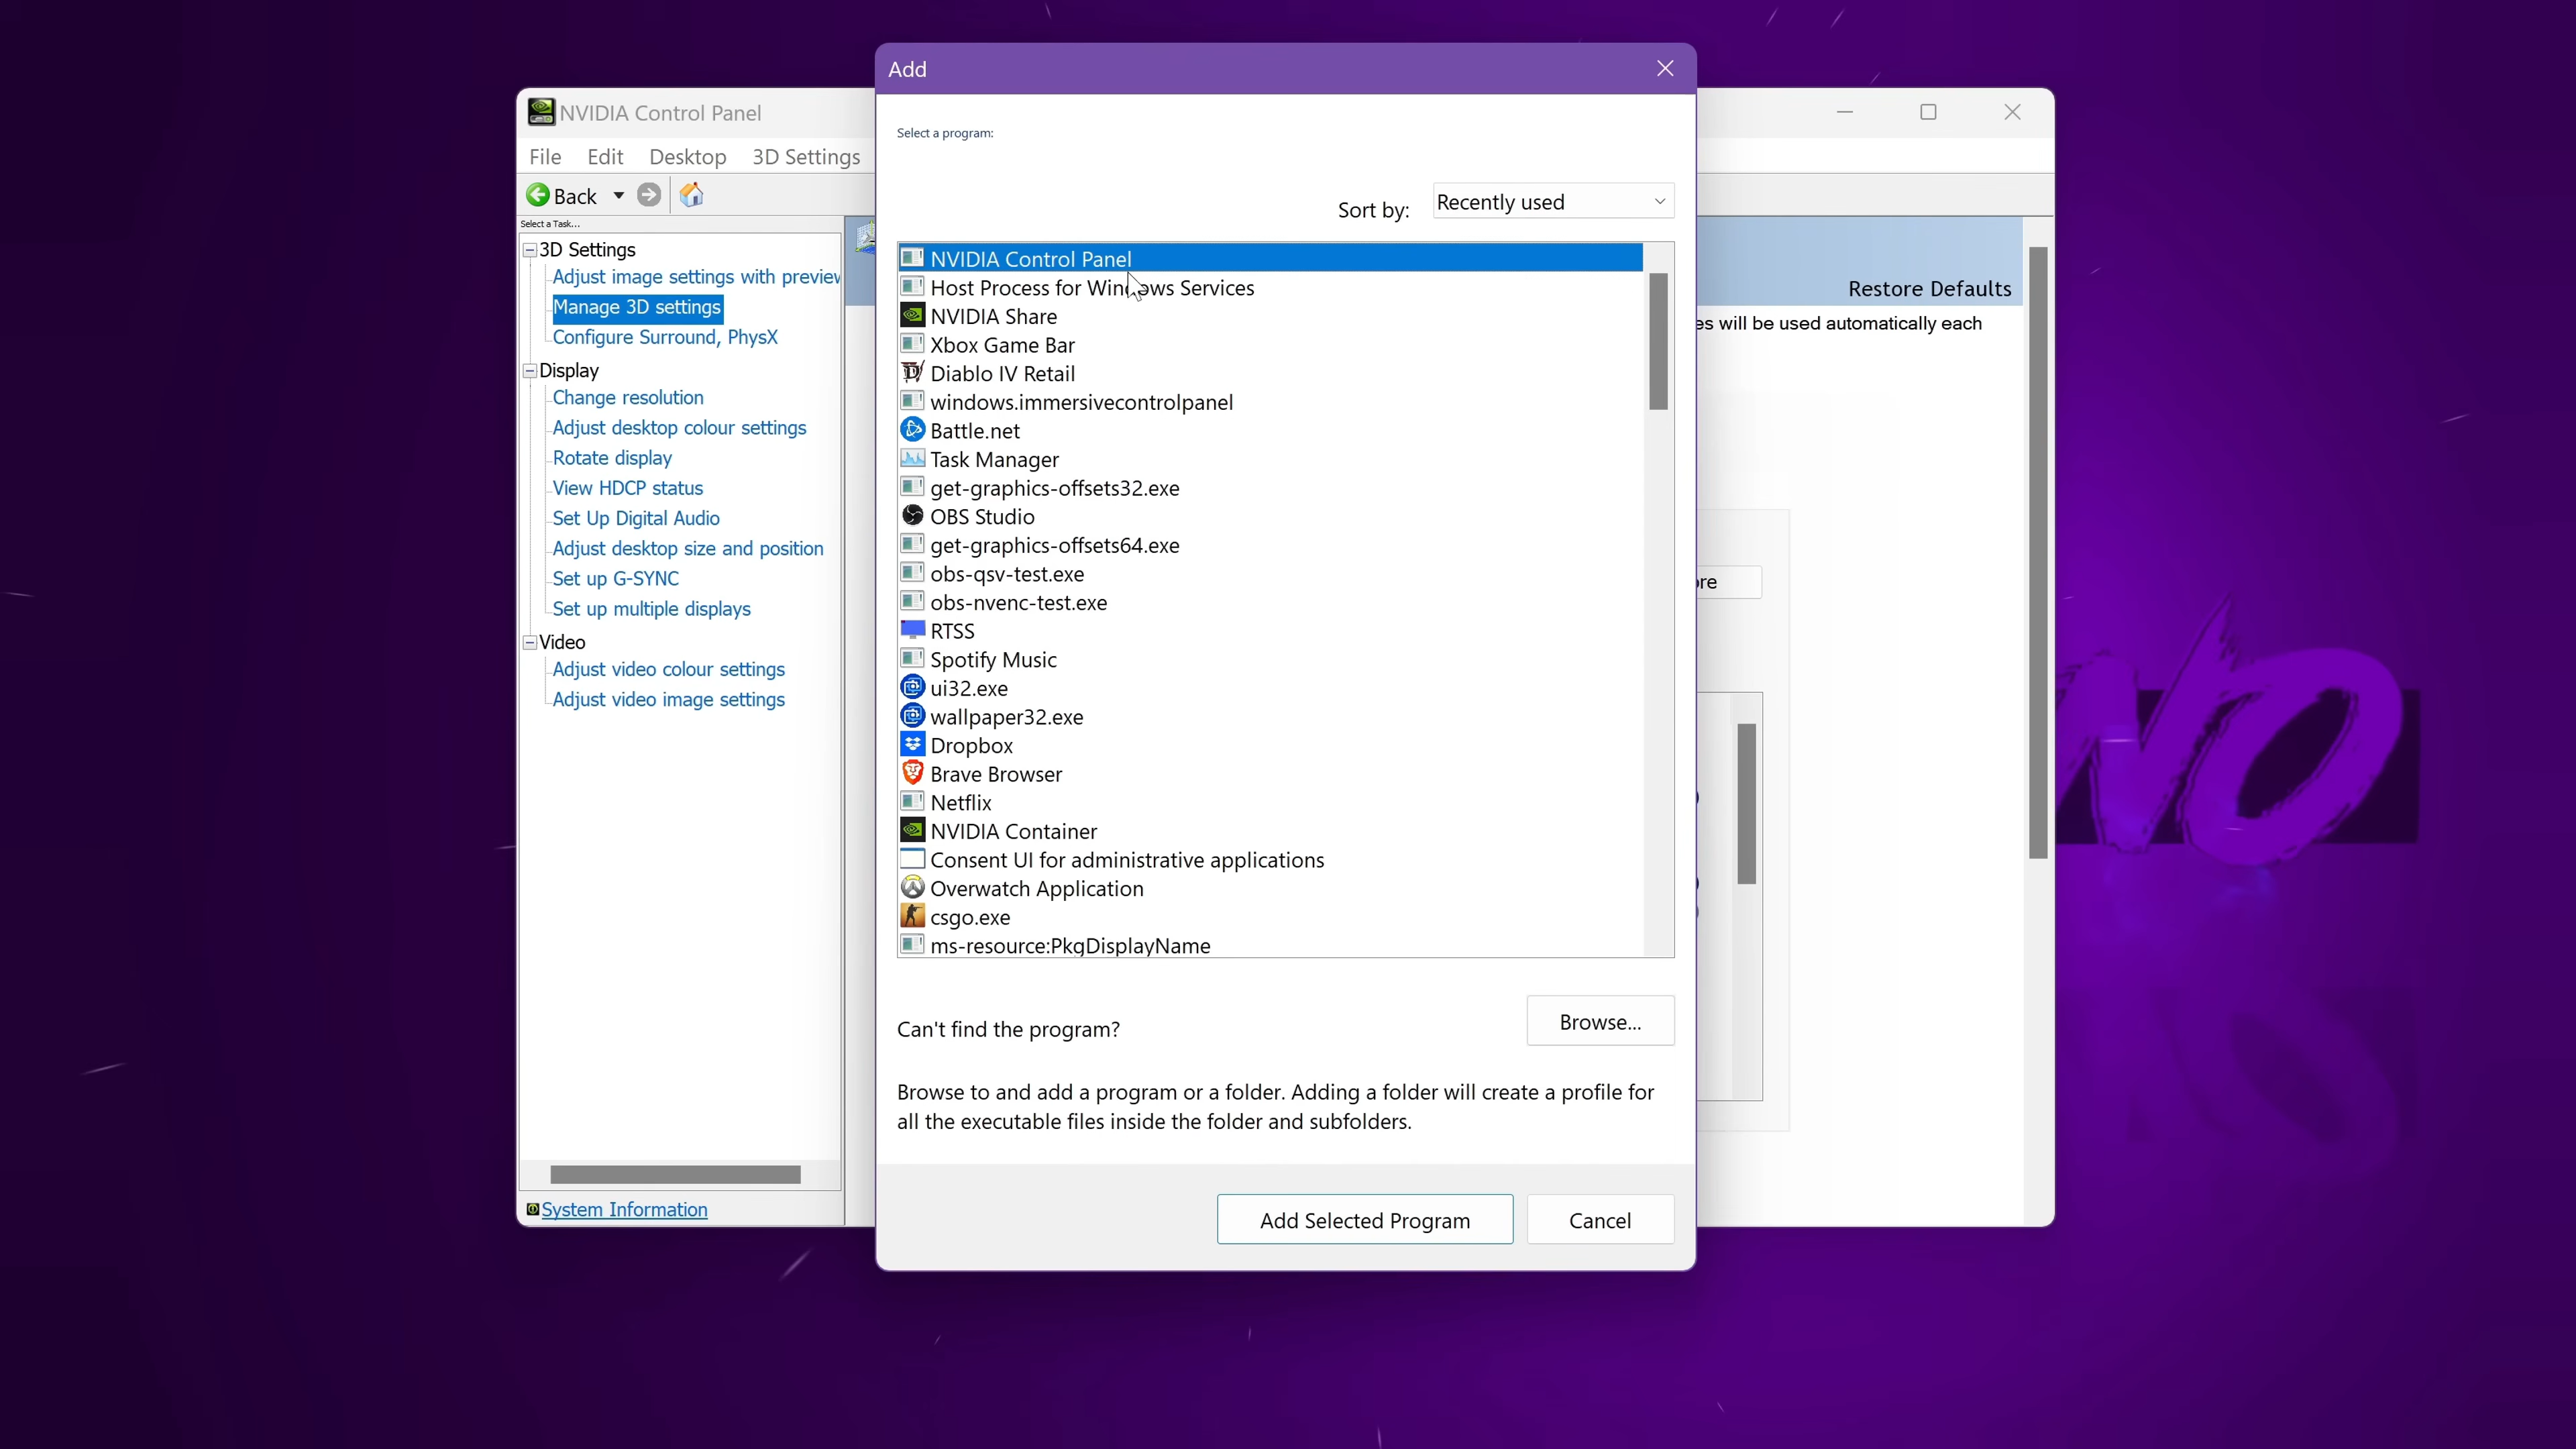 Add
NVIDIA Control Panel
File Edit Desktop 3D Settings
Back
Select a Task...
3D Settings
Adjust image settings with preview
Manage 3D settings
Configure Surround, PhysX
Display
Change resolution
Adjust desktop colour settings
Rotate display
View HDCP status
Set Up Digital Audio
Adjust desktop size and position
Set up G-SYNC
Set up multiple displays
Video
Adjust video colour settings
Adjust video image settings
System Information
Select a program:
Sort by: Recently used
NVIDIA Control Panel
Host Process for Windows Services
NVIDIA Share
Xbox Game Bar
Diablo IV Retail
windows.immersivecontrolpanel
Battle.net
Task Manager
get-graphics-offsets32.exe
OBS Studio
get-graphics-offsets64.exe
obs-qsv-test.exe
obs-nvenc-test.exe
RTSS
Spotify Music
ui32.exe
wallpaper32.exe
Dropbox
Brave Browser
Netflix
NVIDIA Container
Consent UI for administrative applications
Overwatch Application
csgo.exe
ms-resource:PkgDisplayName
Can't find the program?
Browse...
Browse to and add a program or a folder. Adding a folder will create a profile for
all the executable files inside the folder and subfolders.
Add Selected Program
Cancel
Restore Defaults
es will be used automatically each
re
NO